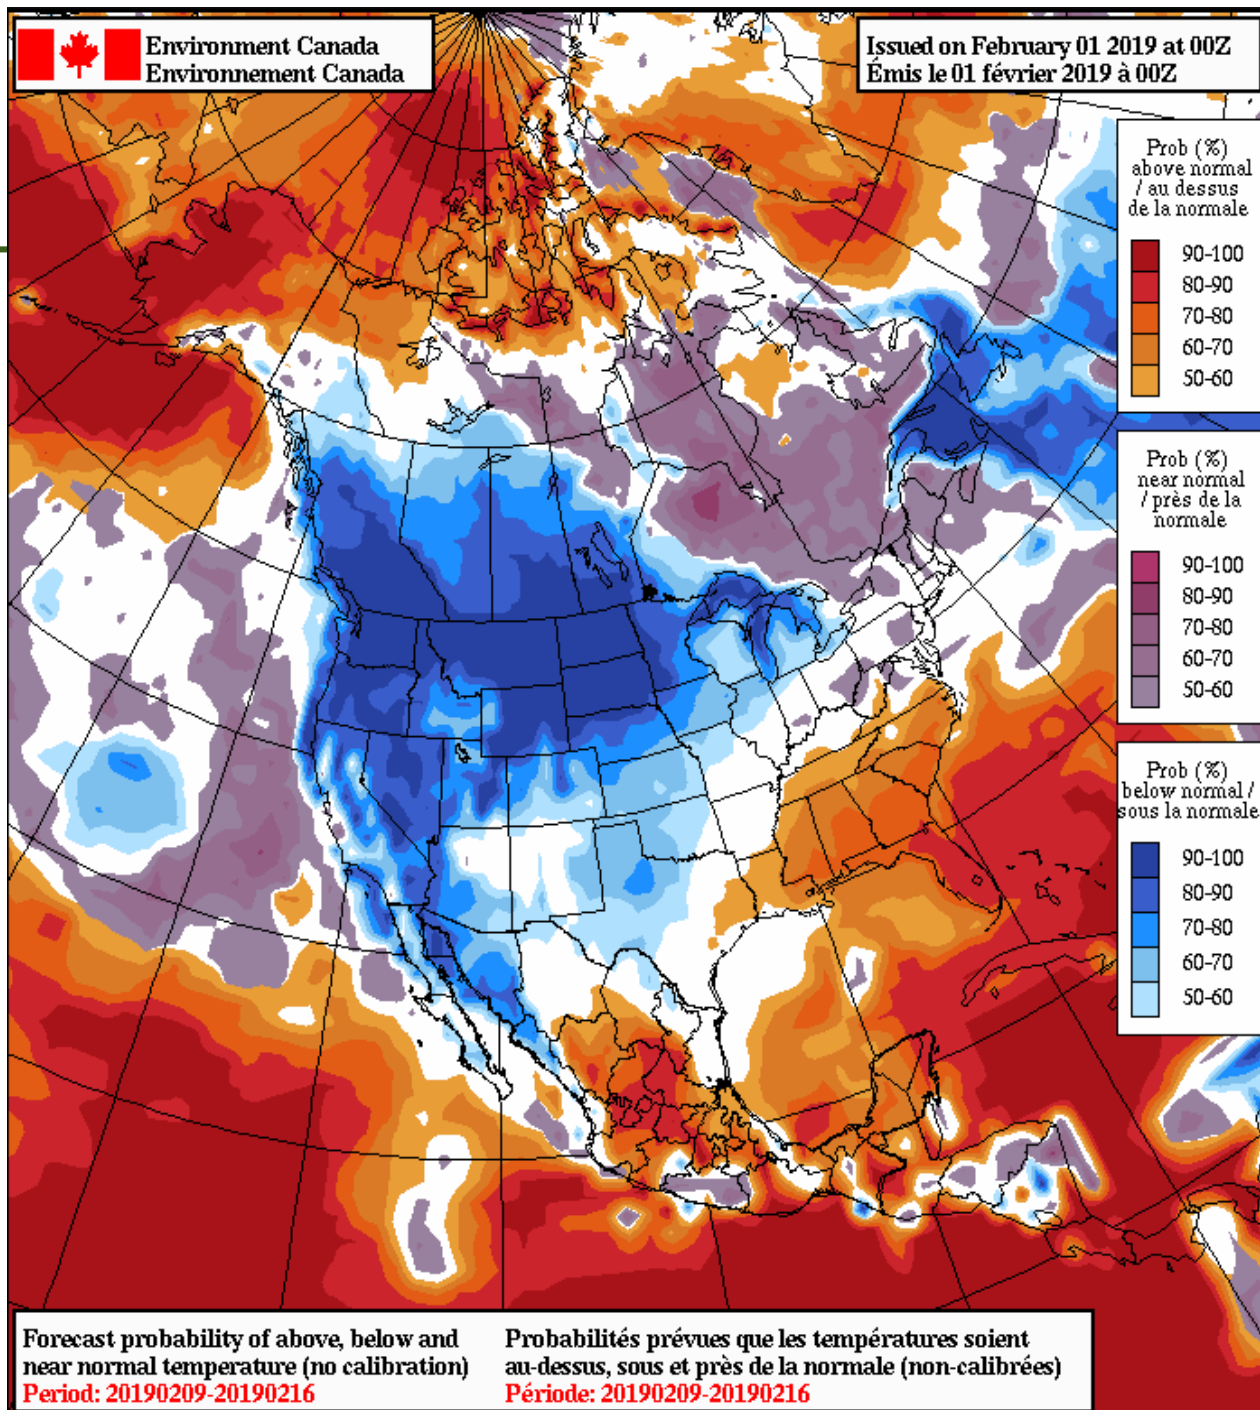 Environment Canada
Environnement Canada
Issued on February 01 2019 at 00Z
Émis le 01 février 2019 à 00Z
Prob (%)
above normal
/ au dessus
de la normale
90-100
80-90
70-80
60-70
50-60
Prob (%)
near normal
/ près de la
normale
90-100
80-90
70-80
60-70
50-60
Prob (%)
below normal /
sous la normale
90-100
80-90
70-80
60-70
50-60
Forecast probability of above, below and
near normal temperature (no calibration)
Period: 20190209-20190216
Probabilités prévues que les températures soient
au-dessus, sous et près de la normale (non-calibrées)
Période: 20190209-20190216